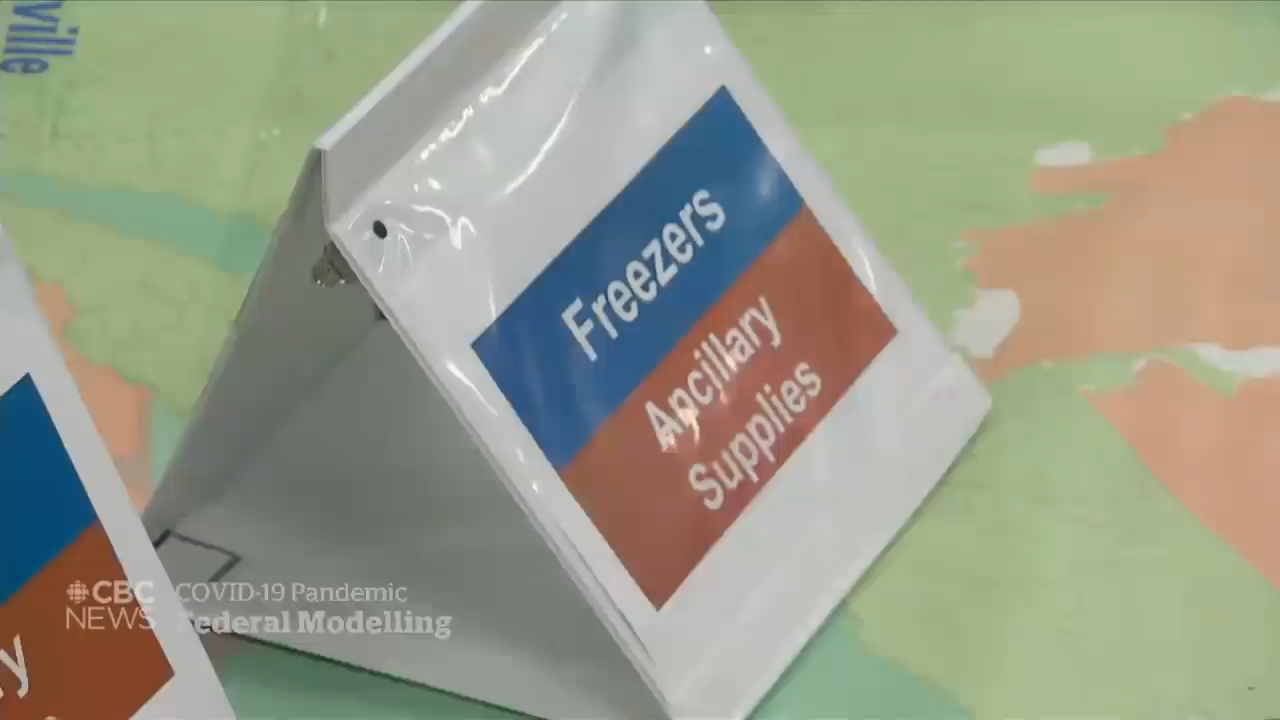 ville
Freezers
Ancillary
Supplies
y
CBC
NEWS
COVID-19 Pandemic
Federal Modelling